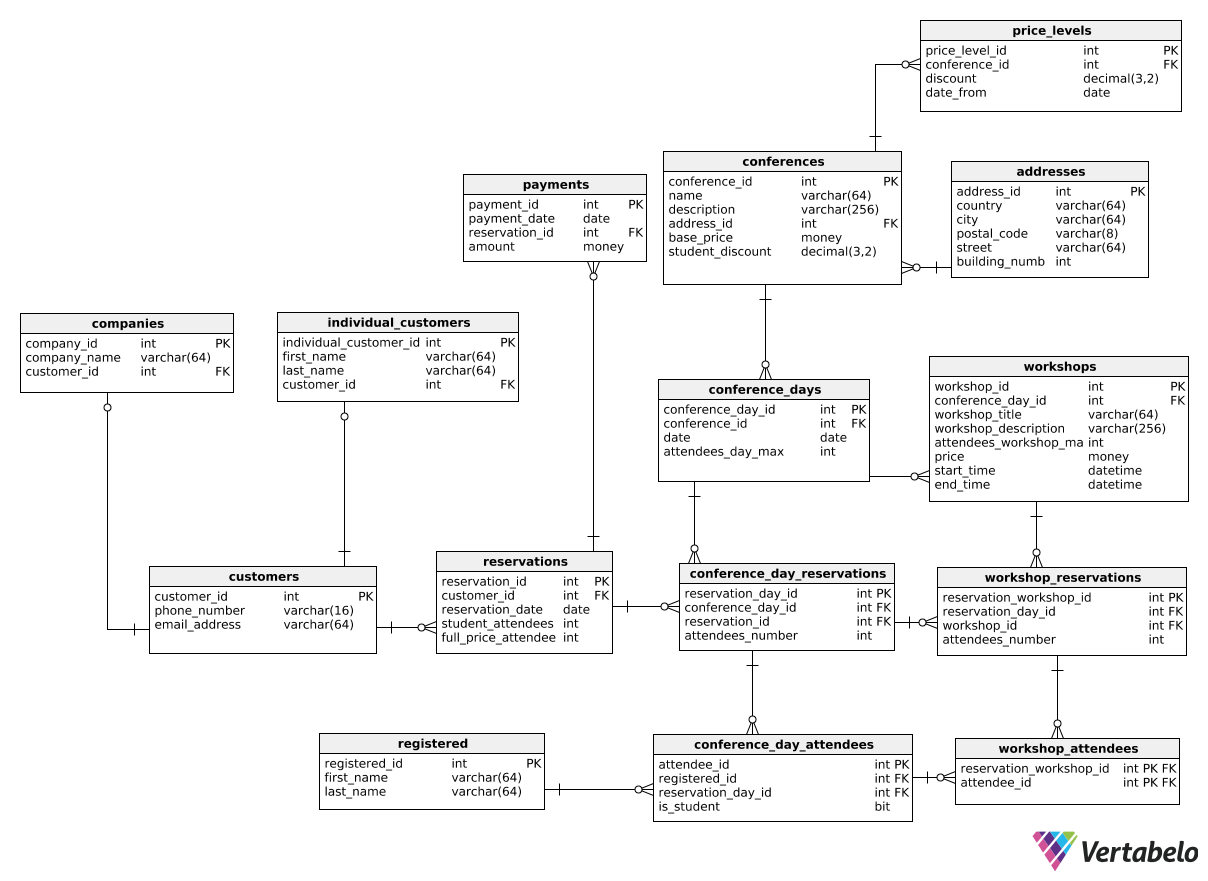 price_levels
price_level_id int PK
conference_id int FK
discount decimal(3,2)
date_from date
conferences
conference_id int PK
name varchar(64)
description varchar(256)
address_id int FK
base_price money
student_discount decimal(3,2)
addresses
address_id int PK
country varchar(64)
city varchar(64)
postal_code varchar(8)
street varchar(64)
building_numb int
payments
payment_id int PK
payment_date date
reservation_id int FK
amount money
companies
company_id int PK
company_name varchar(64)
customer_id int FK
individual_customers
individual_customer_id int PK
first_name varchar(64)
last_name varchar(64)
customer_id int FK
conference_days
conference_day_id int PK
conference_id int FK
date date
attendees_day_max int
workshops
workshop_id int PK
conference_day_id int FK
workshop_title varchar(64)
workshop_description varchar(256)
attendees_workshop_ma int
price money
start_time datetime
end_time datetime
customers
customer_id int PK
phone_number varchar(16)
email_address varchar(64)
reservations
reservation_id int PK
customer_id int FK
reservation_date date
student_attendees int
full_price_attendee int
conference_day_reservations
reservation_day_id int PK
conference_day_id int FK
reservation_id int FK
attendees_number int
workshop_reservations
reservation_workshop_id int PK
reservation_day_id int FK
workshop_id int FK
attendees_number int
registered
registered_id int PK
first_name varchar(64)
last_name varchar(64)
conference_day_attendees
attendee_id int PK
registered_id int FK
reservation_day_id int FK
is_student bit
workshop_attendees
reservation_workshop_id int PK FK
attendee_id int PK FK
Vertabelo